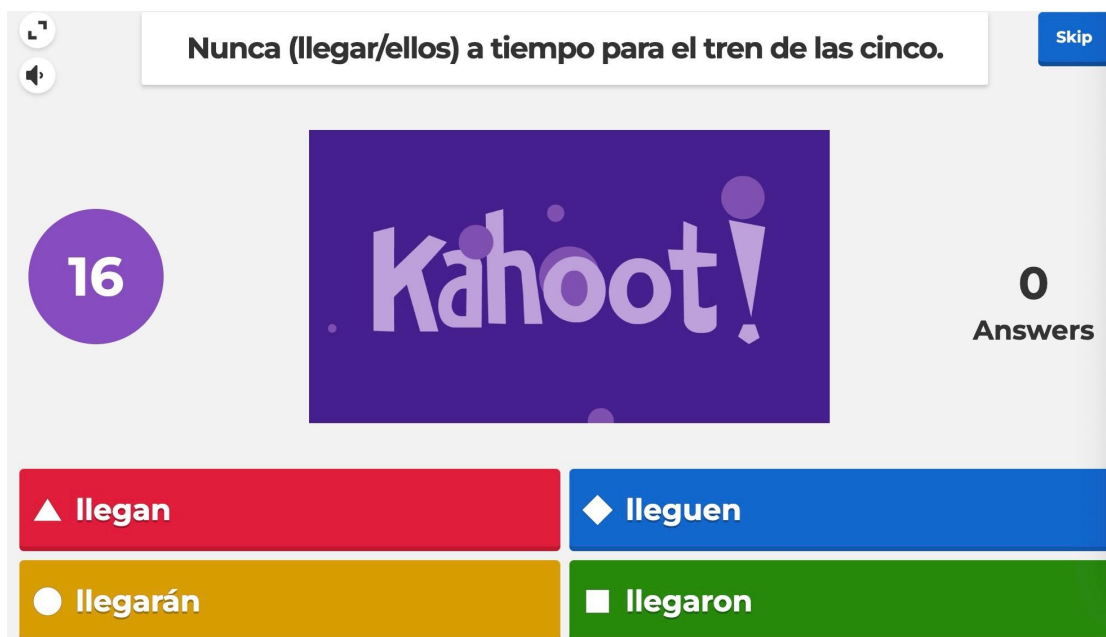 Nunca (llegar/ellos) a tiempo para el tren de las cinco.
Skip
16
Kahoot!
0
Answers
llegan
lleguen
llegarán
llegaron